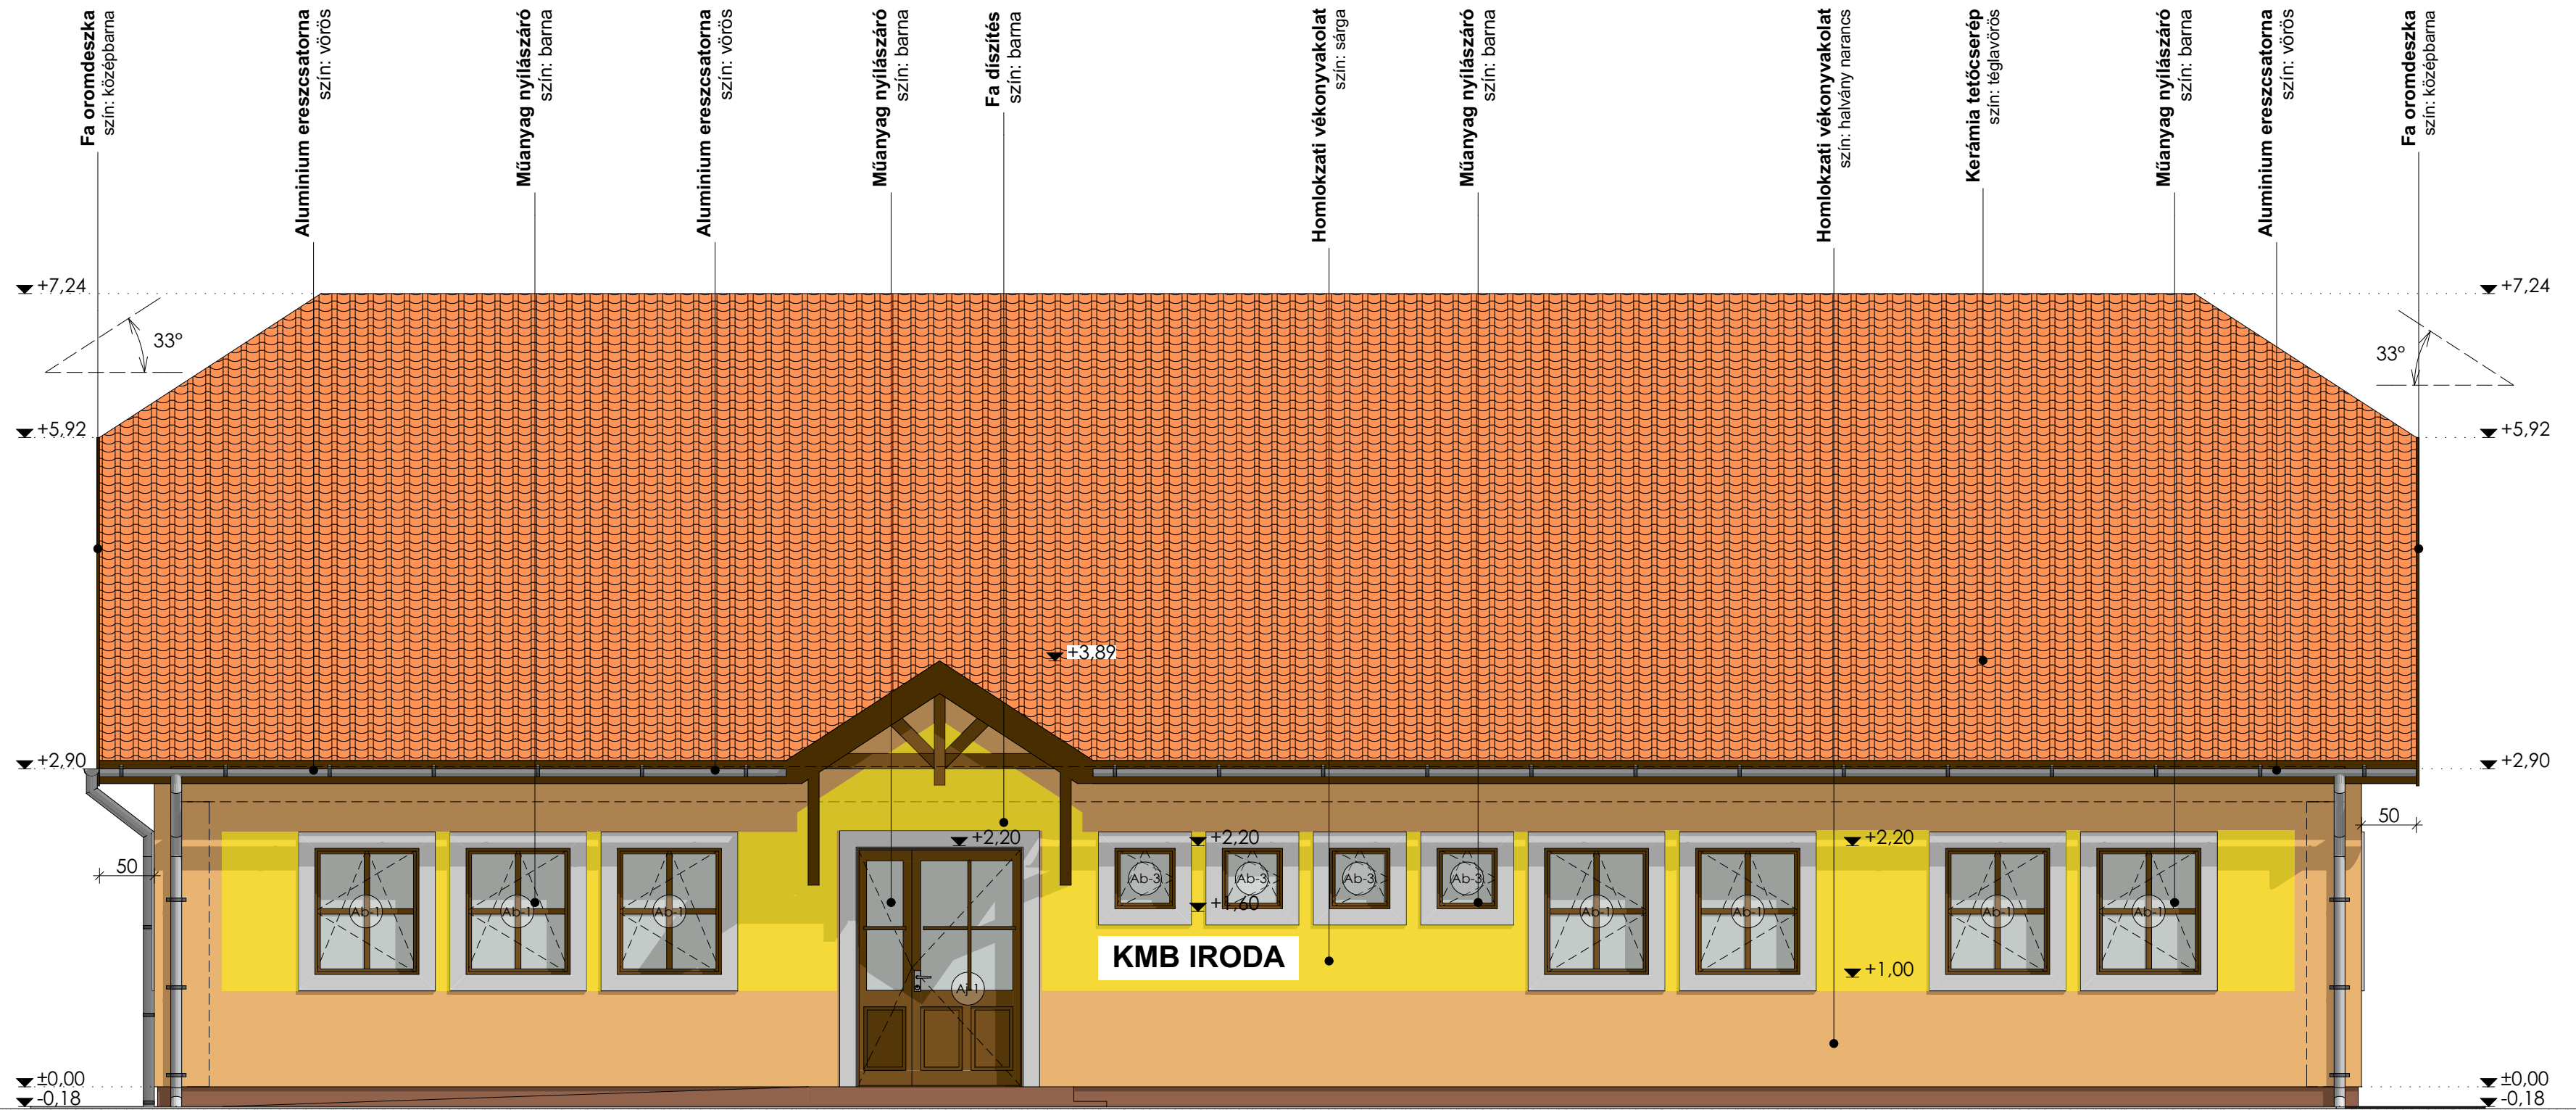 Fa oromdeszka
szín: középbarna
Aluminium ereszcsatorna
szín: vörös
Műanyag nyílászáró
szín: barna
Aluminium ereszcsatorna
szín: vörös
Műanyag nyílászáró
szín: barna
Fa díszítés
szín: barna
Homlokzati vékonyvakolat
szín: sárga
Műanyag nyílászáró
szín: barna
Homlokzati vékonyvakolat
szín: halvány narancs
Kerámia tetőcserép
szín: téglavörös
Műanyag nyílászáró
szín: barna
Aluminium ereszcsatorna
szín: vörös
Fa oromdeszka
szín: középbarna
+7,24
+7,24
33°
33°
+5,92
+5,92
+3,89
+2,90
+2,90
50
50
+2,20
+2,20
+2,20
Ab-3
Ab-3
Ab-3
Ab-3
+1,60
Ab-1
Ab-1
Ab-1
Ab-1
Ab-1
Ab-1
Ab-1
KMB IRODA
+1,00
Aj-1
±0,00
±0,00
-0,18
-0,18